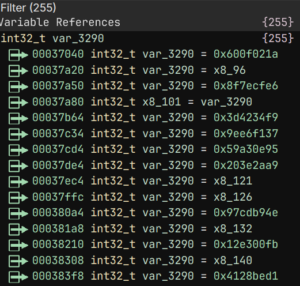 Filter (255)
Variable References {255}
int32_t var_3290 {255}
00037040 int32_t var_3290 = 0x600f021a
00037a20 int32_t var_3290 = x8_96
00037a50 int32_t var_3290 = 0x8f7ecfe6
00037a80 int32_t x8_101 = var_3290
00037b64 int32_t var_3290 = 0x3d4234f9
00037c34 int32_t var_3290 = 0x9ee6f137
00037cd4 int32_t var_3290 = 0x59a30e95
00037de4 int32_t var_3290 = 0x203e2aa9
00037ec4 int32_t var_3290 = x8_121
00037ffc int32_t var_3290 = x8_126
000380a4 int32_t var_3290 = 0x97cdb94e
000381a8 int32_t var_3290 = x8_132
00038210 int32_t var_3290 = 0x12e300fb
00038308 int32_t var_3290 = x8_140
000383f8 int32_t var_3290 = 0x4128bed1